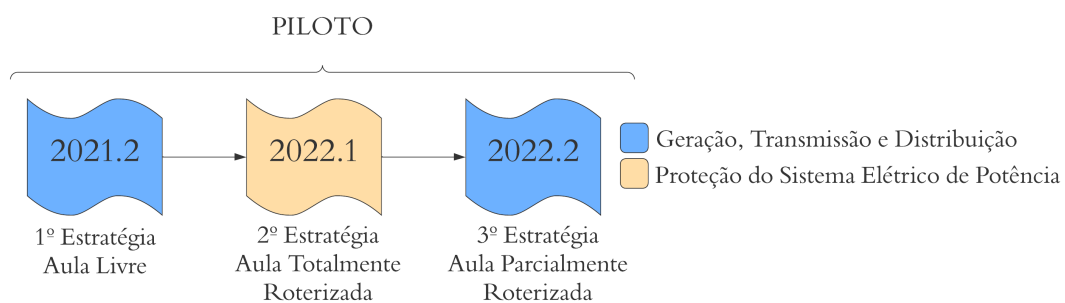 PILOTO
2021.2
2022.1
2022.2
Geração, Transmissão e Distribuição
Proteção do Sistema Elétrico de Potência
1º Estratégia
Aula Livre
2º Estratégia
Aula Totalmente
Roterizada
3º Estratégia
Aula Parcialmente
Roterizada